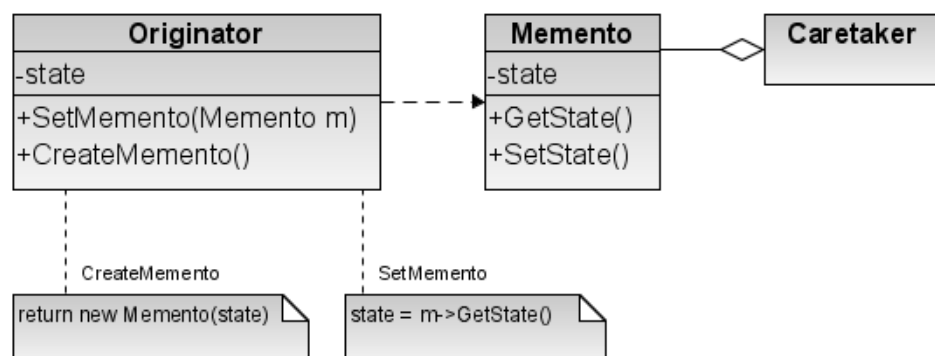 Originator
-state
+SetMemento(Memento m)
+CreateMemento()
Memento
-state
+GetState()
+SetState()
Caretaker
CreateMemento
return new Memento(state)
SetMemento
state = m->GetState()